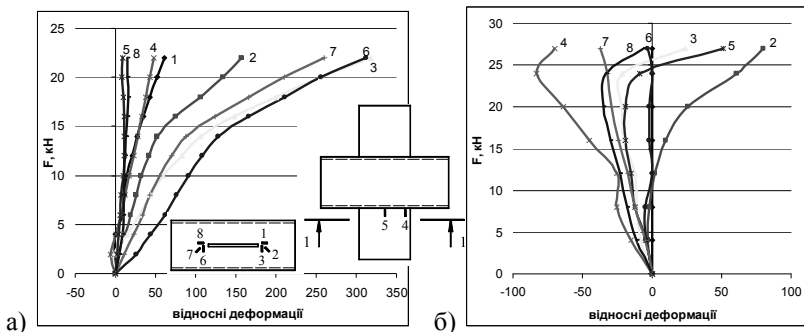 а)
F, кН
25
20
15
10
5
0
-50 0 50 100 150 200 250 300 350
відносні деформації
5 8 4 1 2 7 6 3
8 1
7 6 3 2
5 4
1 1
б)
F, кН
30
25
20
15
10
5
0
-100 -50 0 50 100
відносні деформації
4 7 8 6 3 5 2